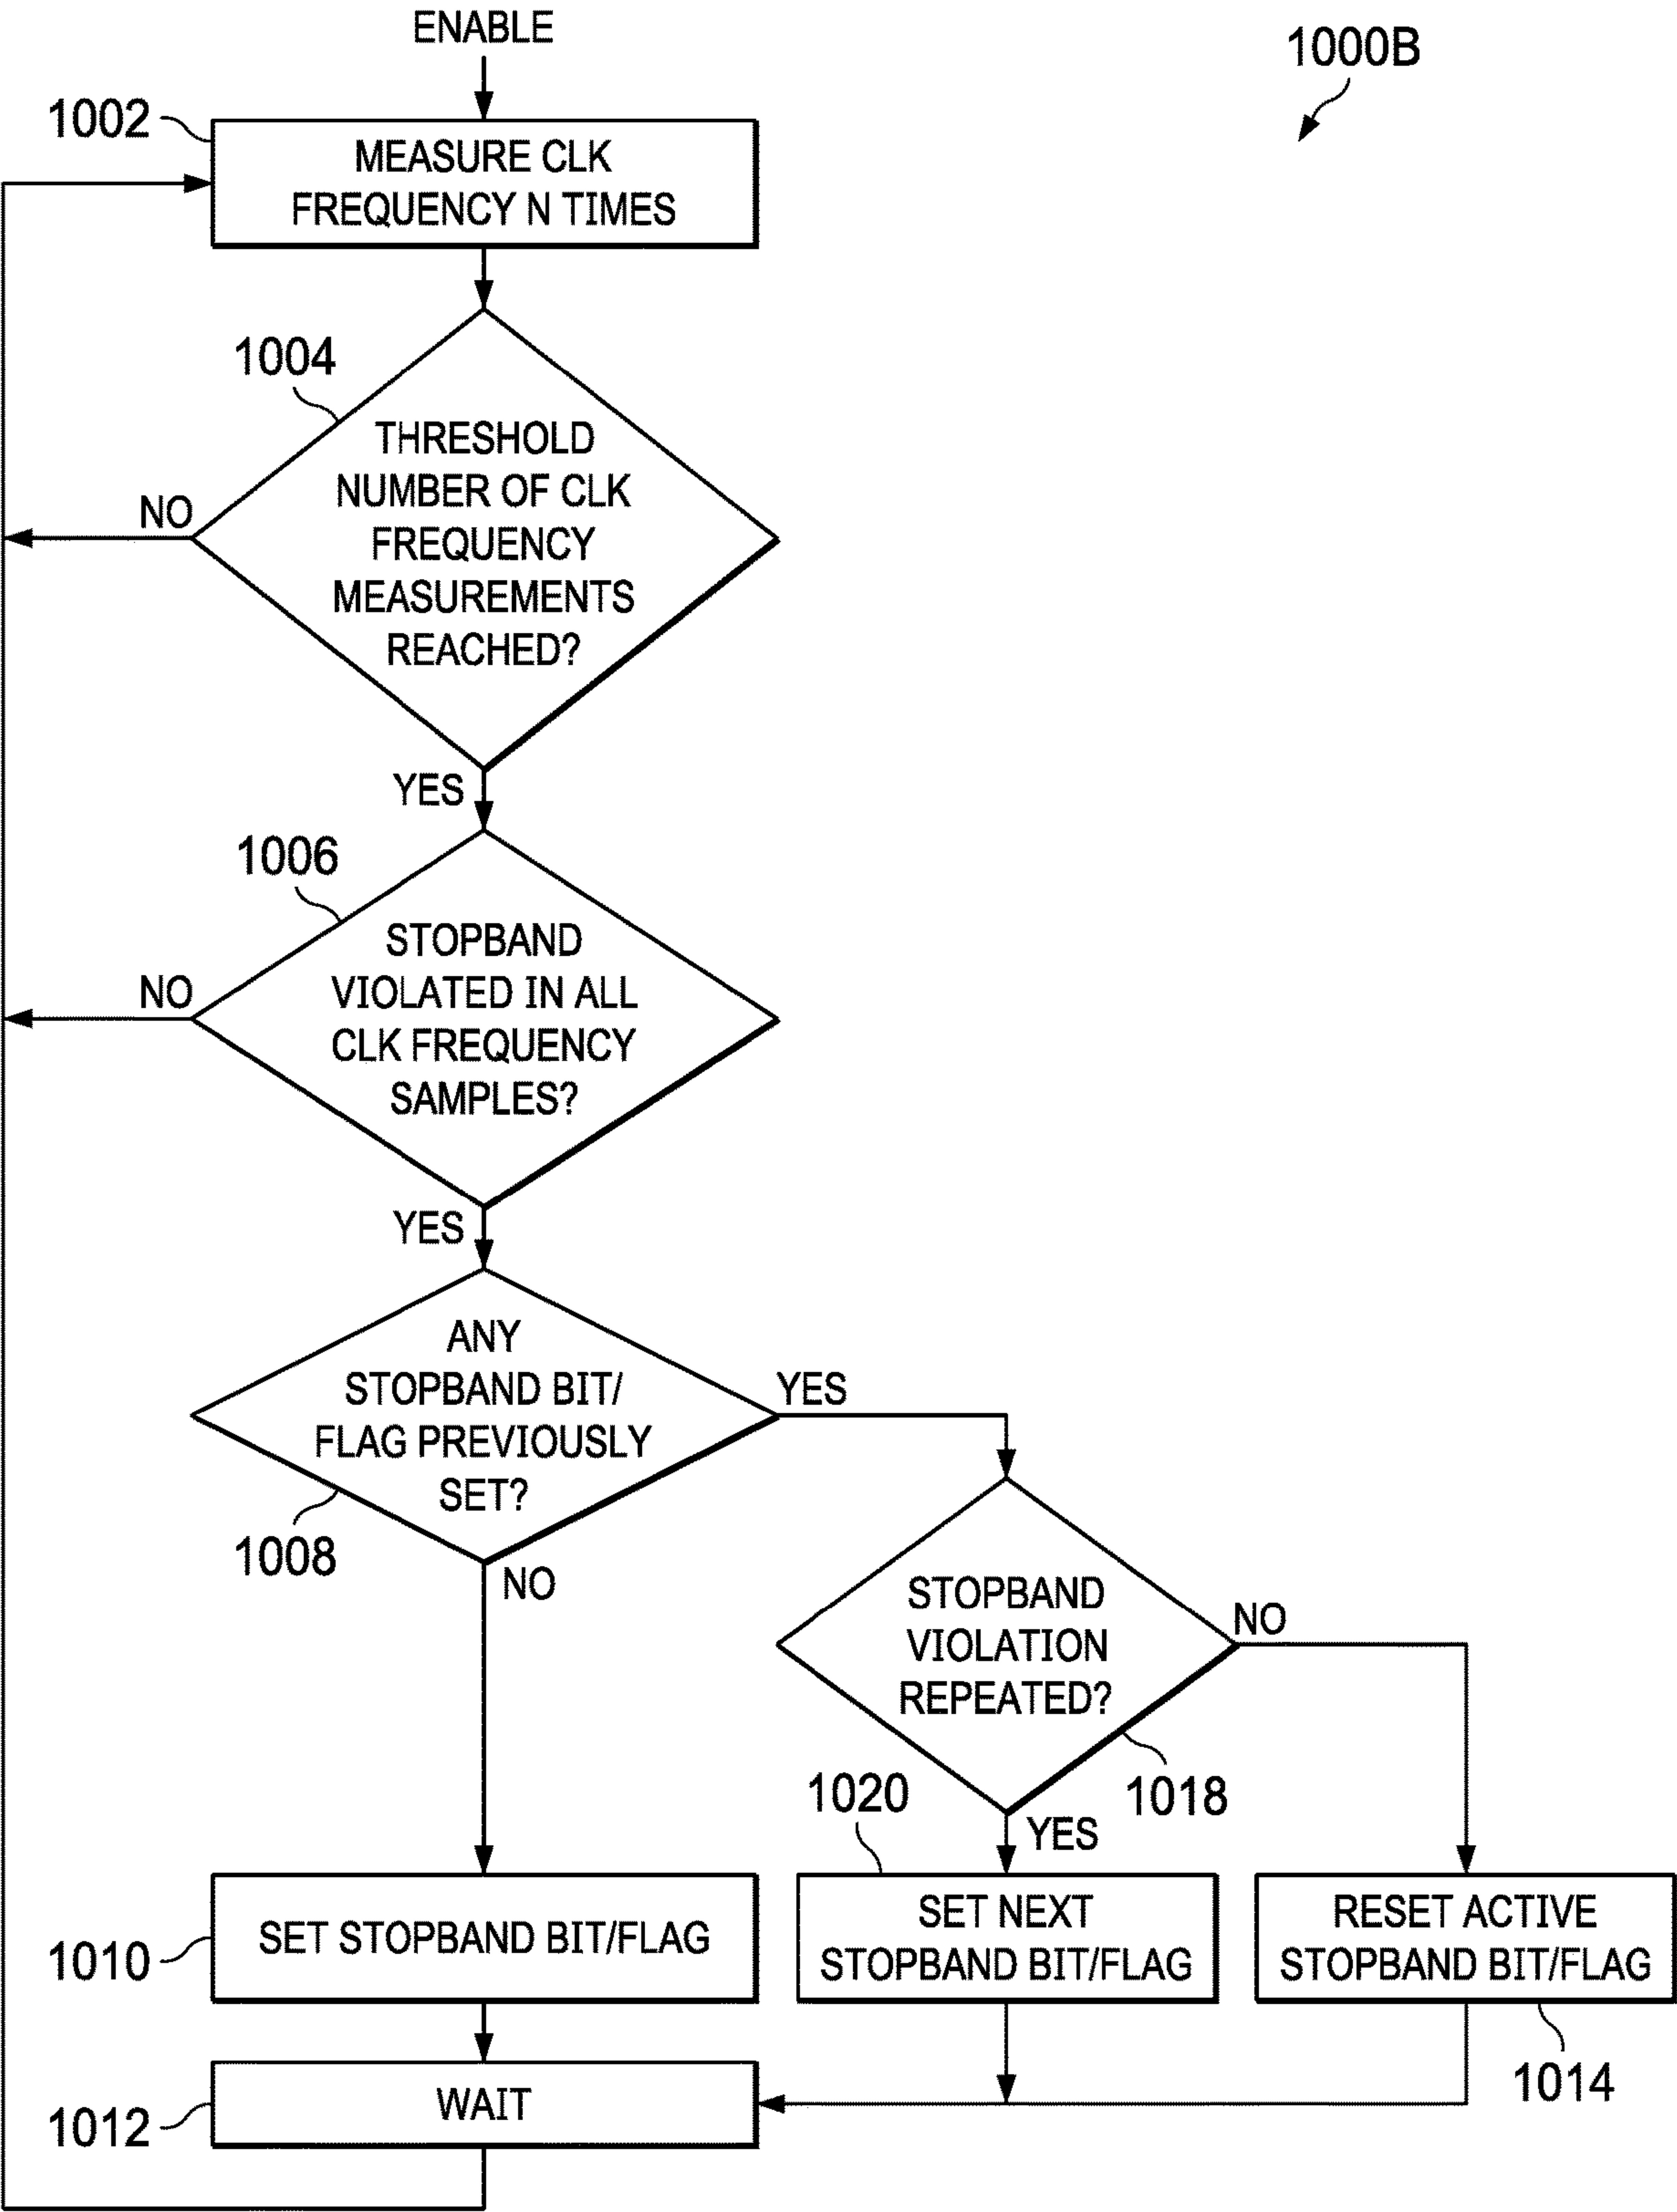 ENABLE
1000B
1002
MEASURE CLK
FREQUENCY N TIMES
1004
THRESHOLD
NUMBER OF CLK
FREQUENCY
MEASUREMENTS
REACHED?
NO
YES
1006
STOPBAND
VIOLATED IN ALL
CLK FREQUENCY
SAMPLES?
NO
YES
ANY
STOPBAND BIT/
FLAG PREVIOUSLY
SET?
YES
1008
NO
STOPBAND
VIOLATION
REPEATED?
NO
1018
1020
YES
SET STOPBAND BIT/FLAG
1010
SET NEXT
STOPBAND BIT/FLAG
RESET ACTIVE
STOPBAND BIT/FLAG
1014
WAIT
1012